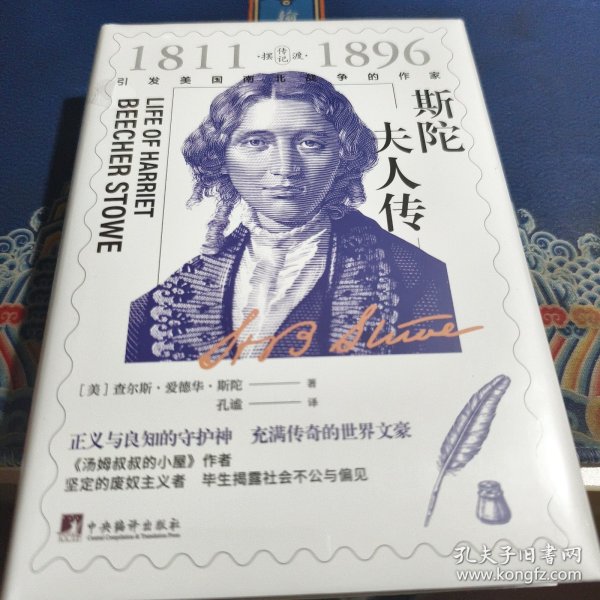 1811 摆渡 传记 1896
引发美国南北战争的作家
斯陀
夫人传
LIFE OF HARRIET
BEECHER STOWE
H B Stowe
[美] 查尔斯·爱德华·斯陀 著
孔谧 译
正义与良知的守护神 充满传奇的世界文豪
《汤姆叔叔的小屋》作者
坚定的废奴主义者 毕生揭露社会不公与偏见
中央编译出版社
Central Compilation & Translation Press
孔夫子旧书网
www.kongfz.com